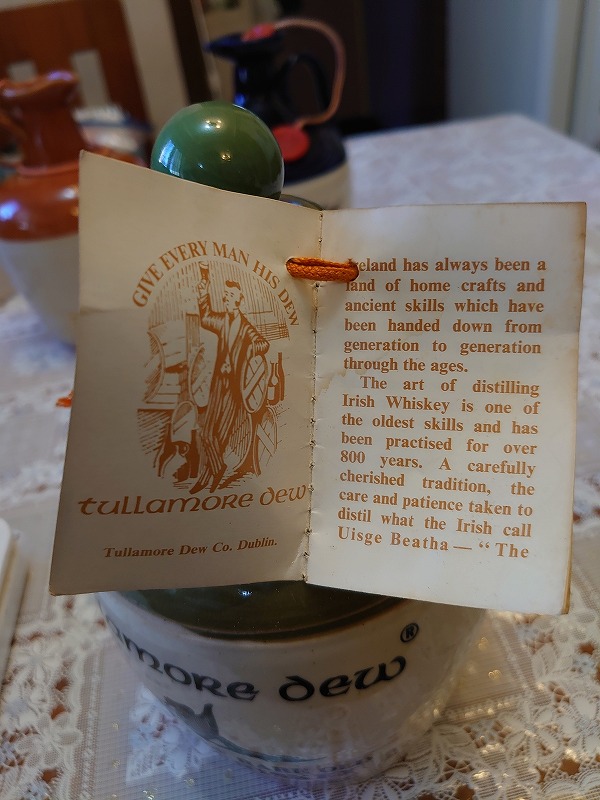 GIVE EVERY MAN HIS DEW
tullamore dew
Tullamore Dew Co. Dublin.
Ireland has always been a
land of home crafts and
ancient skills which have
been handed down from
generation to generation
through the ages.
The art of distilling
Irish Whiskey is one of
the oldest skills and has
been practised for over
800 years. A carefully
cherished tradition, the
care and patience taken to
distil what the Irish call
Uisge Beatha — “The
dew®